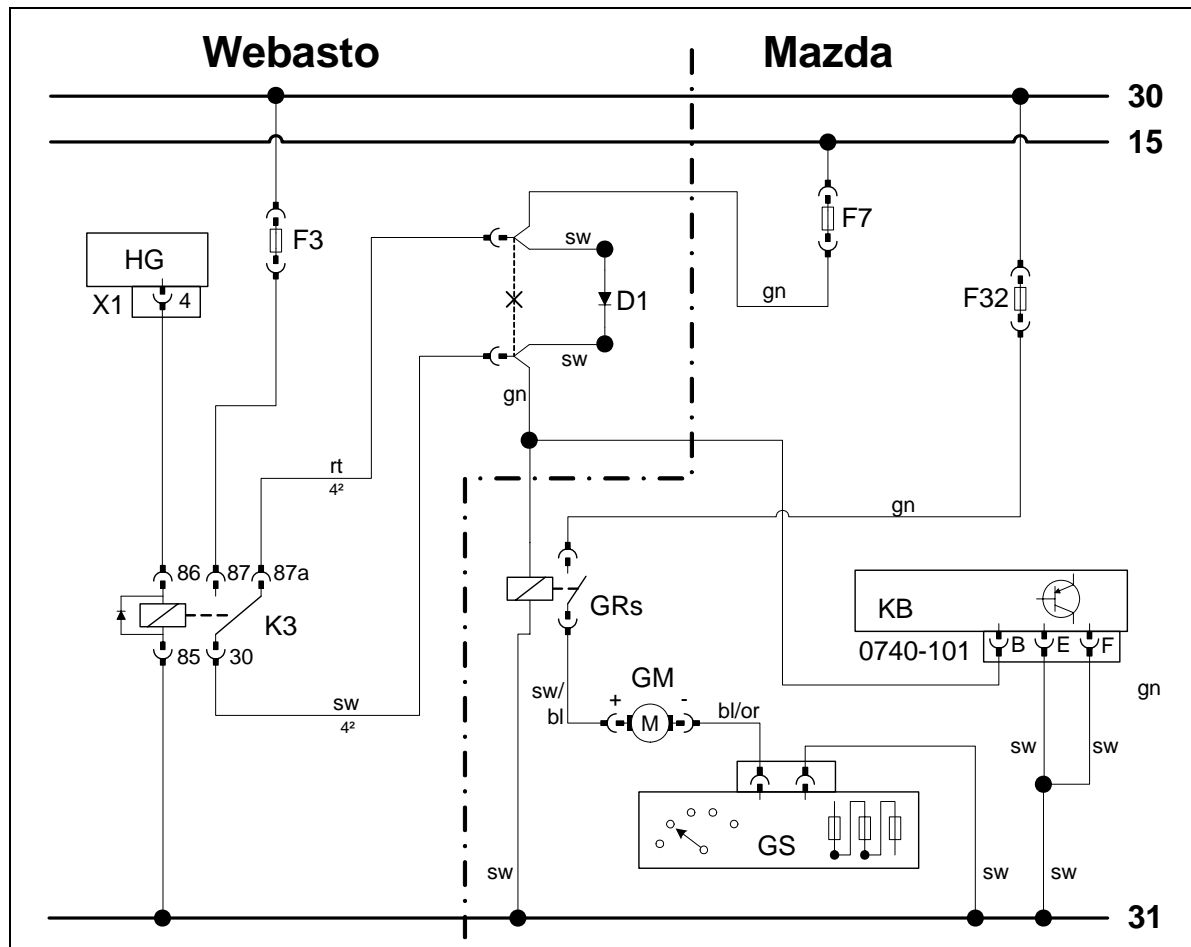 Webasto
Mazda
30
15
F7
F3
sw
HG
D1
X1
4
gn
F32
sw
gn
rt
4²
gn
86
87
87a
KB
GRs
K3
0740-101
B
E
F
85
30
GM
gn
sw/
bl
+
-
bl/or
sw
4²
M
sw
sw
GS
sw
sw
sw
31